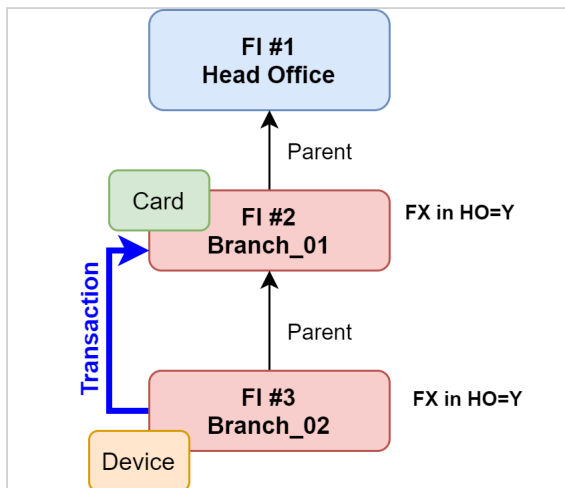 FI #1
Head Office
Parent
Card
FI #2
Branch_01
FX in HO=Y
Transaction
Parent
FI #3
Branch_02
FX in HO=Y
Device